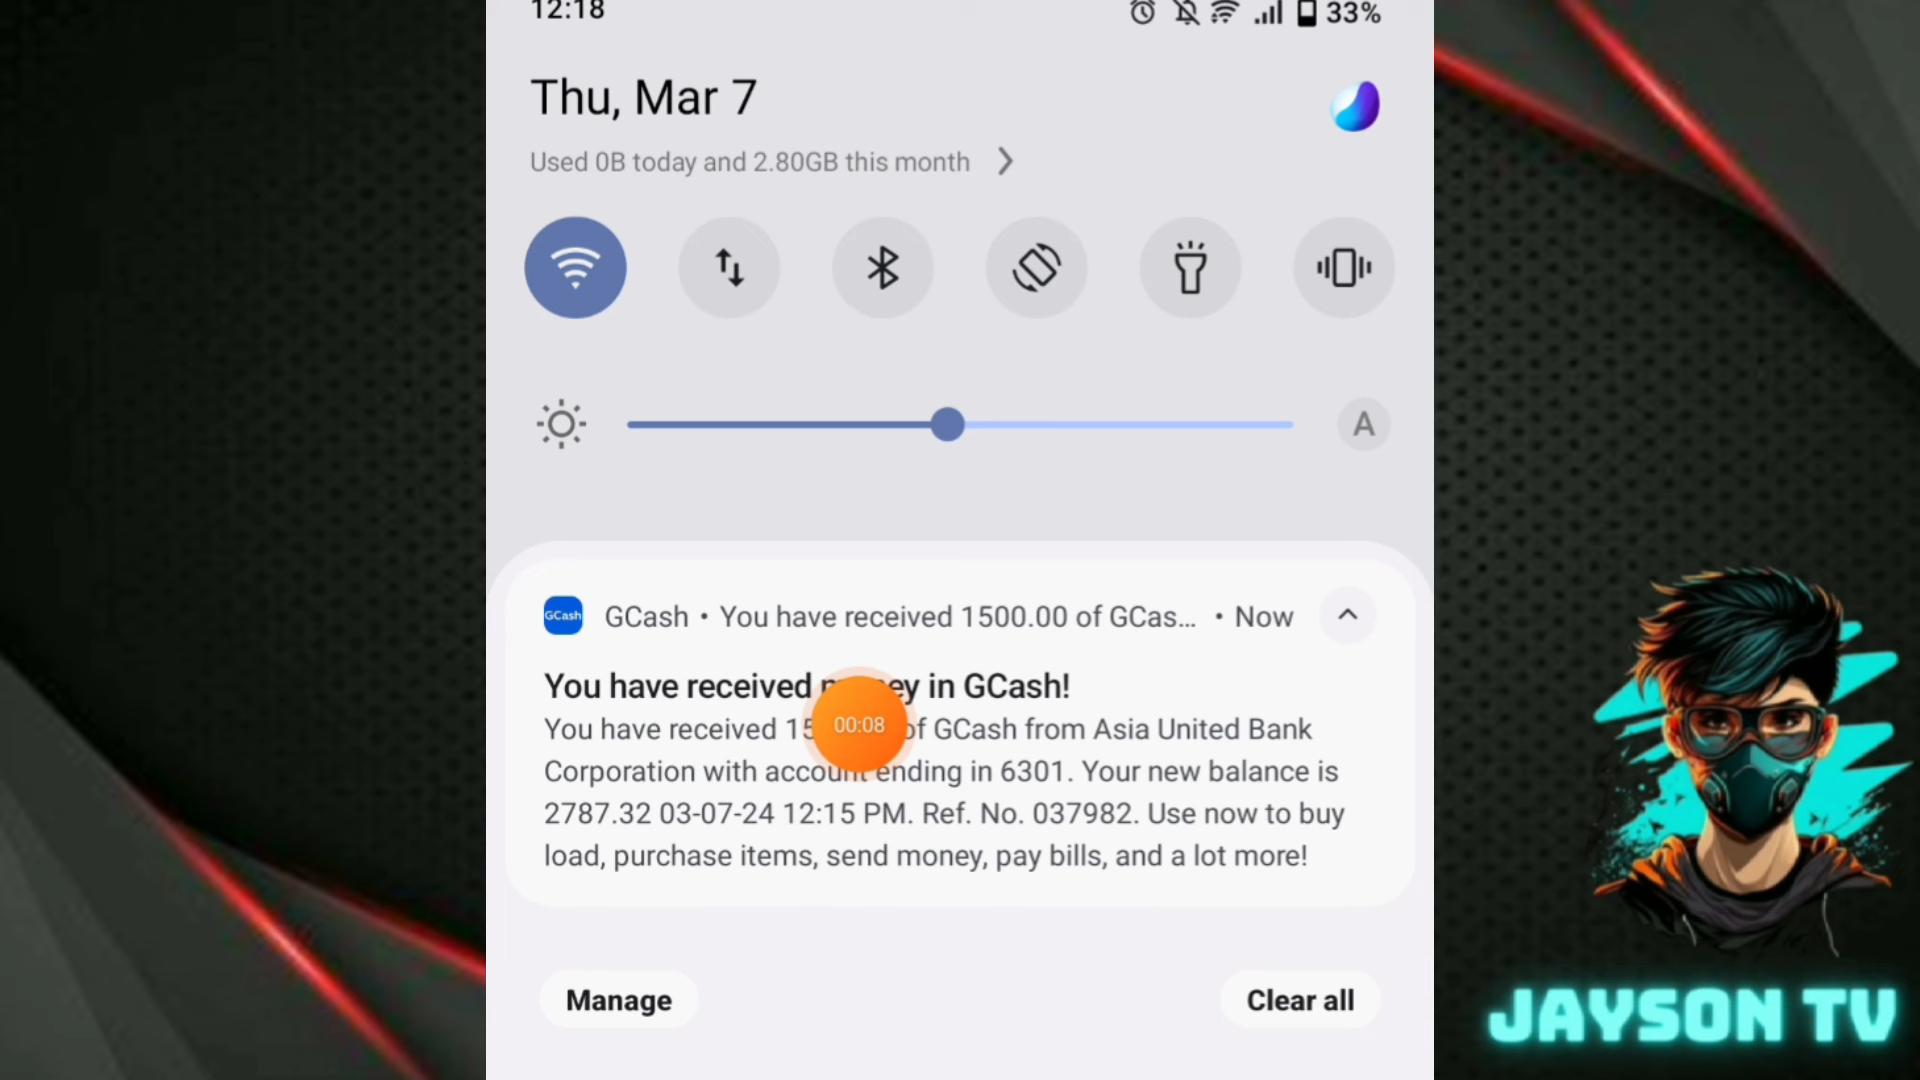 12:18
33%
Thu, Mar 7
Used 0B today and 2.80GB this month
A
GCash
GCash • You have received 1500.00 of GCas... • Now
You have received ey in GCash!
00:08
You have received of GCash from Asia United Bank
Corporation with account ending in 6301. Your new balance is
2787.32 03-07-24 12:15 PM. Ref. No. 037982. Use now to buy
load, purchase items, send money, pay bills, and a lot more!
Manage
Clear all
JAYSON TV